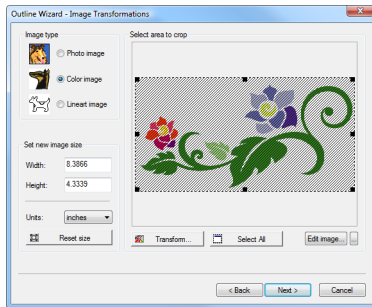 Outline Wizard - Image Transformations
Image type
Photo image
Color image
Lineart image
Select area to crop
Set new image size
Width: 8.3866
Height: 4.3339
Units: inches
Reset size
Transform...
Select All
Edit image...
...
< Back
Next >
Cancel